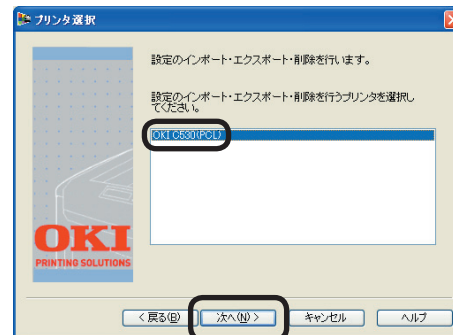 プリンタ選択
設定のインポート・エクスポート・削除を行います。
設定のインポート・エクスポート・削除を行うプリンタを選択し
てください。
OKI C530(PCL)
OKI
PRINTING SOLUTIONS
< 戻る(B)
次へ(N) >
キャンセル
ヘルプ